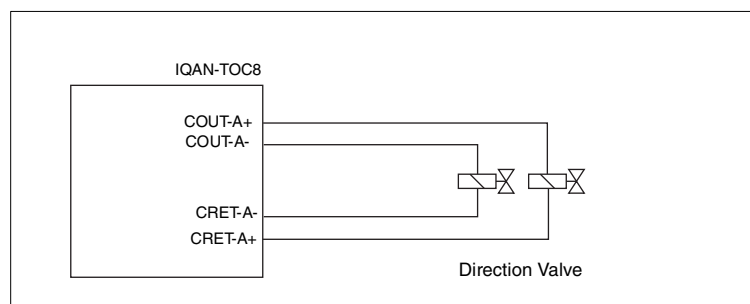 IQAN-TOC8
COUT-A+
COUT-A-
CRET-A-
CRET-A+
Direction Valve